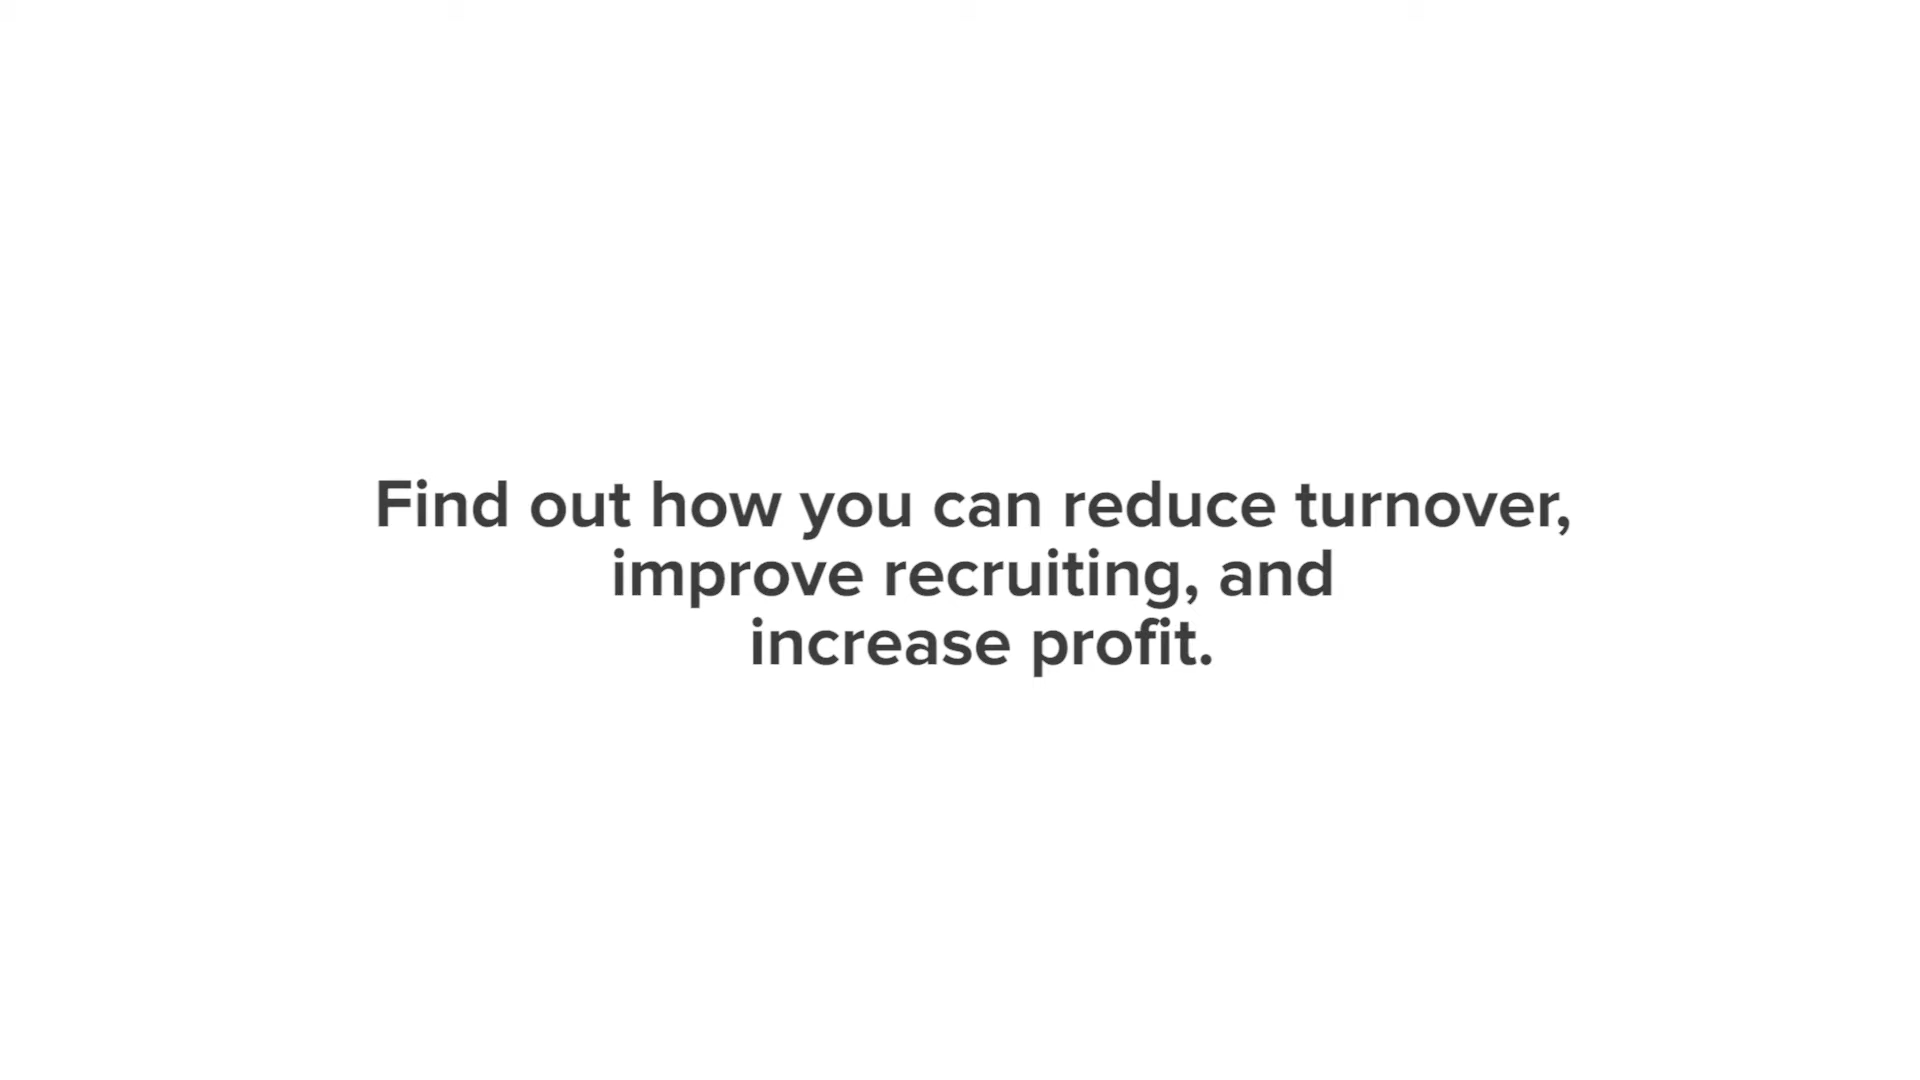 Find out how you can reduce turnover,
improve recruiting, and
increase profit.